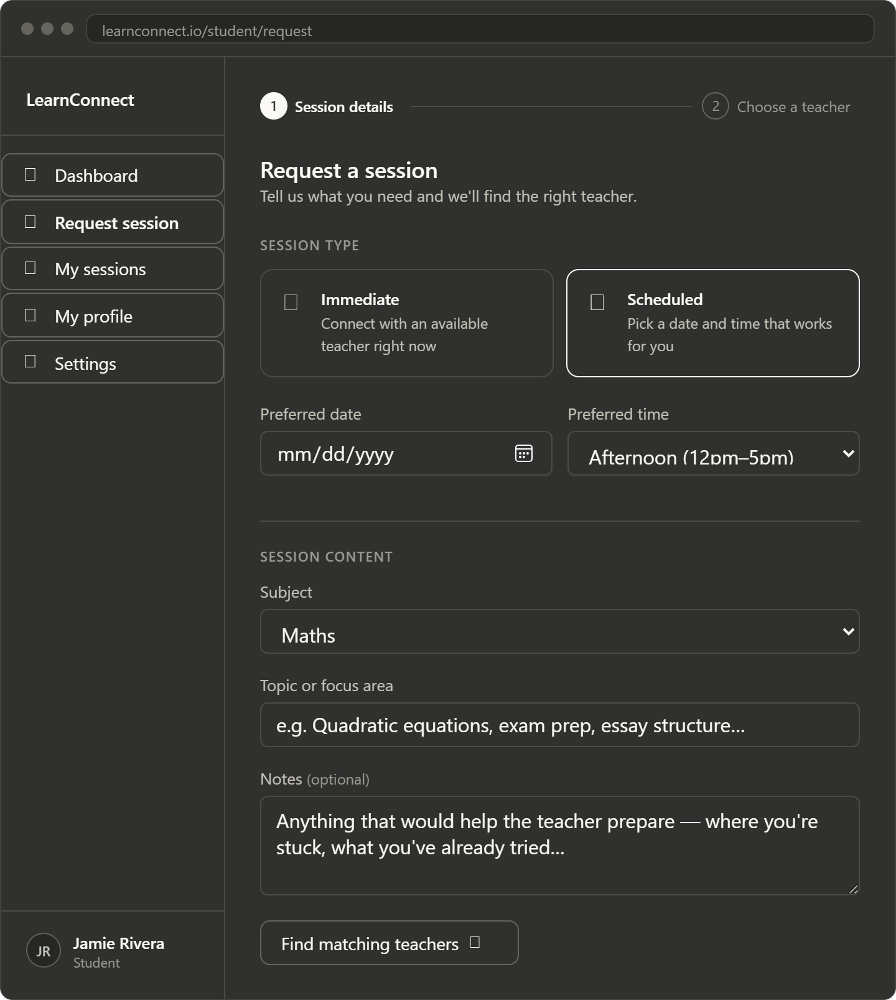 learnconnect.io/student/request
LearnConnect
Dashboard
Request session
My sessions
My profile
Settings
JR
Jamie Rivera
Student
1 Session details
2 Choose a teacher
Request a session
Tell us what you need and we'll find the right teacher.
SESSION TYPE
Immediate
Connect with an available
teacher right now
Scheduled
Pick a date and time that works
for you
Preferred date
mm/dd/yyyy
Preferred time
Afternoon (12pm–5pm)
SESSION CONTENT
Subject
Maths
Topic or focus area
e.g. Quadratic equations, exam prep, essay structure...
Notes (optional)
Anything that would help the teacher prepare — where you're
stuck, what you've already tried...
Find matching teachers